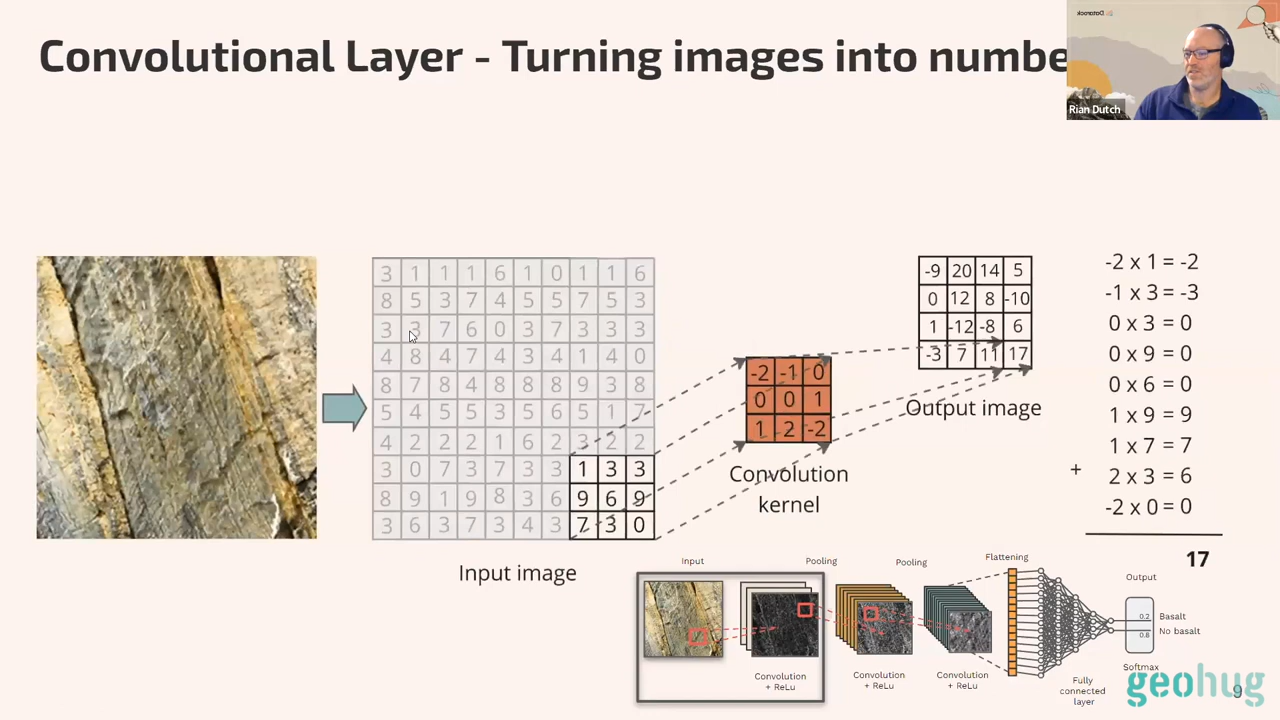 Convolutional Layer - Turning images into numbe
Datarock
Rian Dutch
3 1 1 1 6 1 0 1 1 6
8 5 3 7 4 5 5 7 5 3
3 3 7 6 0 3 7 3 3 3
4 8 4 7 4 3 4 1 4 0
8 7 8 4 8 8 8 9 3 8
5 4 5 5 3 5 6 5 1 7
4 2 2 2 1 6 2 3 2 2
3 0 7 3 7 3 3 1 3 3
8 9 1 9 8 3 6 9 6 9
3 6 3 7 3 4 3 7 3 0
Input image
-2 -1 0
0 0 1
1 2 -2
Convolution
kernel
-9 20 14 5
0 12 8 -10
1 -12 -8 6
-3 7 11 17
Output image
-2 x 1 = -2
-1 x 3 = -3
0 x 3 = 0
0 x 9 = 0
0 x 6 = 0
1 x 9 = 9
1 x 7 = 7
+ 2 x 3 = 6
-2 x 0 = 0
17
Input
Pooling
Pooling
Flattening
Output
0.2 Basalt
0.8 No basalt
Softmax
Convolution
+ ReLu
Convolution
+ ReLu
Convolution
+ ReLu
Fully
connected
layer
geohug
9